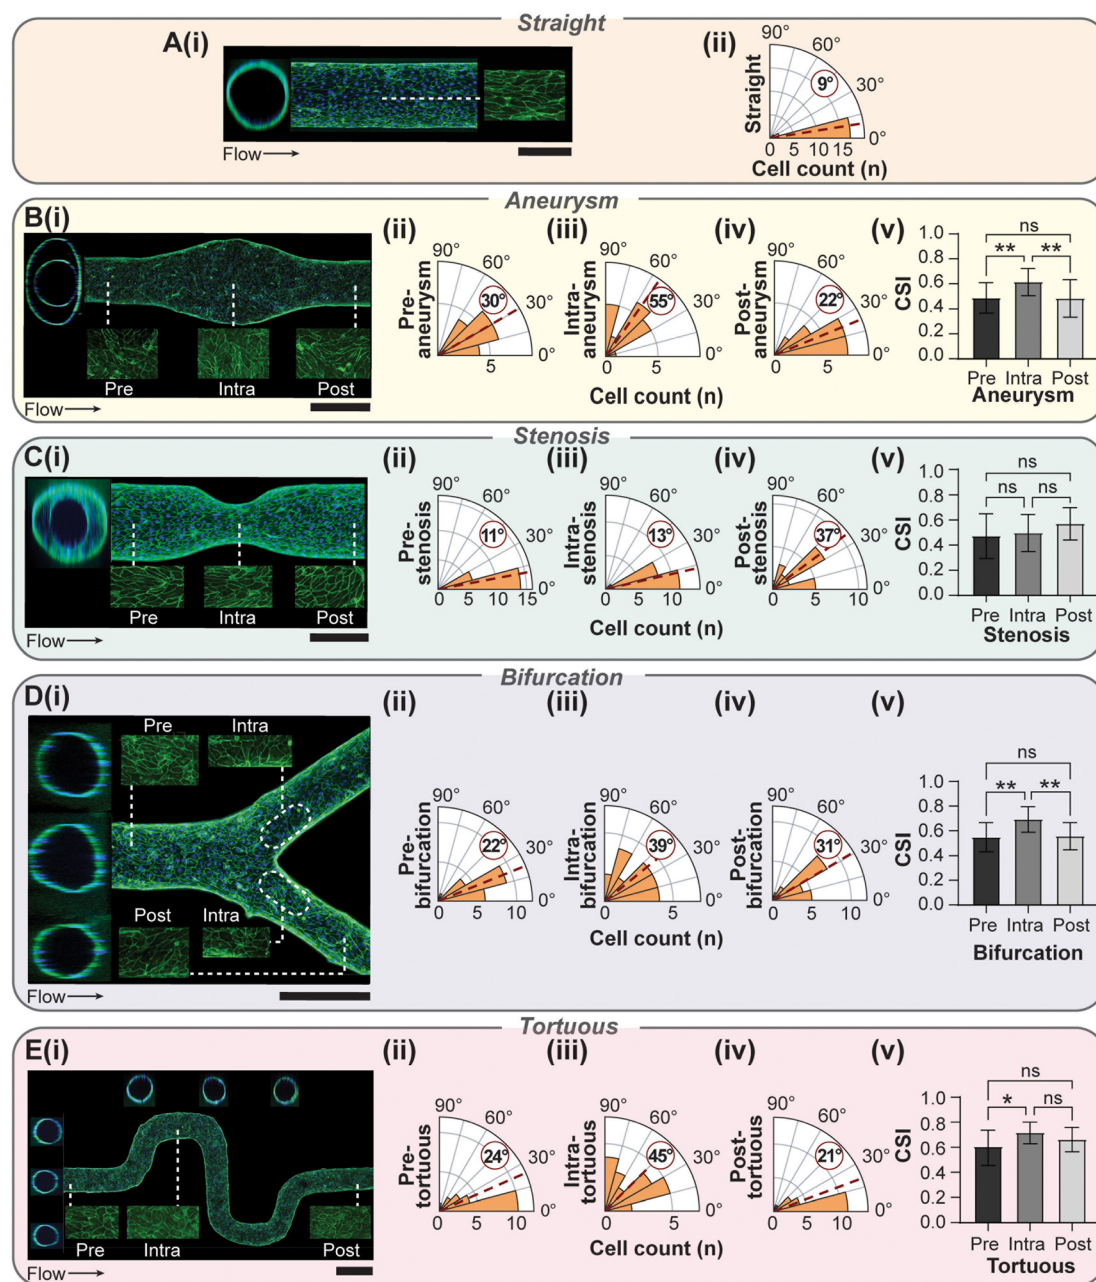 Straight
A(i)
Flow
(ii)
Straight
90°
60°
30°
0°
9°
0 5 10 15
Cell count (n)
Aneurysm
B(i)
Pre
Intra
Post
Flow
(ii)
Pre-
aneurysm
90°
60°
30°
0°
30°
5
(iii)
Intra-
aneurysm
90°
60°
30°
0°
55°
0 5
Cell count (n)
(iv)
Post-
aneurysm
90°
60°
30°
0°
22°
0 5
(v)
CSI
1.0
0.8
0.6
0.4
0.2
0.0
ns
** **
Pre Intra Post
Aneurysm
Stenosis
C(i)
Pre
Intra
Post
Flow
(ii)
Pre-
stenosis
90°
60°
30°
0°
11°
0 5 10 15
(iii)
Intra-
stenosis
90°
60°
30°
0°
13°
0 5 10
Cell count (n)
(iv)
Post-
stenosis
90°
60°
30°
0°
37°
0 5 10
(v)
CSI
1.0
0.8
0.6
0.4
0.2
0.0
ns
ns ns
Pre Intra Post
Stenosis
Bifurcation
D(i)
Pre
Intra
Post
Intra
Flow
(ii)
Pre-
bifurcation
90°
60°
30°
0°
22°
0 5 10
(iii)
Intra-
bifurcation
90°
60°
30°
0°
39°
0 5
Cell count (n)
(iv)
Post-
bifurcation
90°
60°
30°
0°
31°
0 5 10
(v)
CSI
1.0
0.8
0.6
0.4
0.2
0.0
ns
** **
Pre Intra Post
Bifurcation
Tortuous
E(i)
Pre
Intra
Post
Flow
(ii)
Pre-
tortuous
90°
60°
30°
0°
24°
0 5 10
(iii)
Intra-
tortuous
90°
60°
30°
0°
45°
0 5
Cell count (n)
(iv)
Post-
tortuous
90°
60°
30°
0°
21°
0 5 10
(v)
CSI
1.0
0.8
0.6
0.4
0.2
0.0
ns
* ns
Pre Intra Post
Tortuous